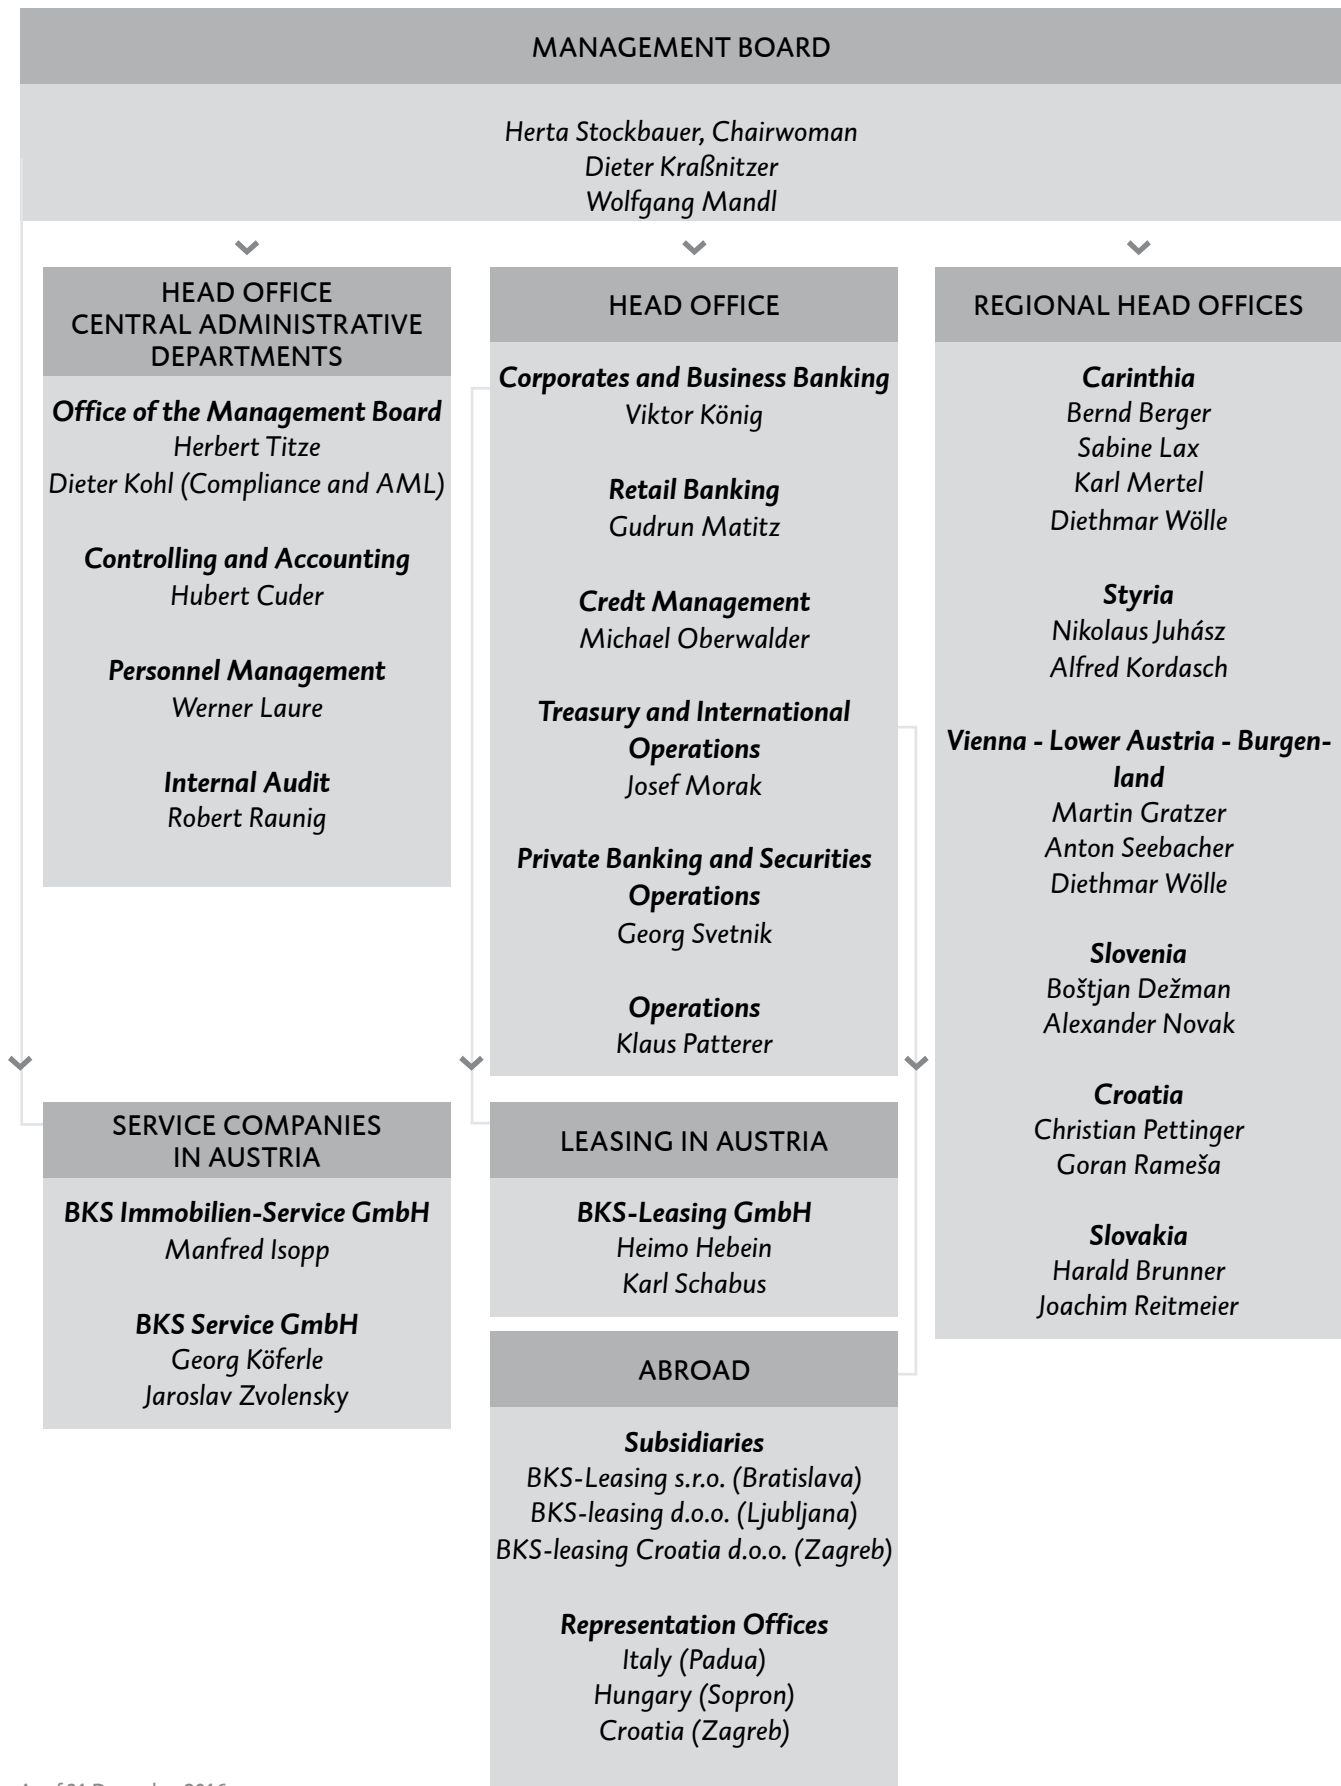 MANAGEMENT BOARD
Herta Stockbauer, Chairwoman
Dieter Kraßnitzer
Wolfgang Mandl
HEAD OFFICE
CENTRAL ADMINISTRATIVE
DEPARTMENTS
Office of the Management Board
Herbert Titze
Dieter Kohl (Compliance and AML)
Controlling and Accounting
Hubert Cuder
Personnel Management
Werner Laure
Internal Audit
Robert Raunig
HEAD OFFICE
Corporates and Business Banking
Viktor König
Retail Banking
Gudrun Matitz
Credt Management
Michael Oberwalder
Treasury and International
Operations
Josef Morak
Private Banking and Securities
Operations
Georg Svetnik
Operations
Klaus Patterer
REGIONAL HEAD OFFICES
Carinthia
Bernd Berger
Sabine Lax
Karl Mertel
Diethmar Wölle
Styria
Nikolaus Juhász
Alfred Kordasch
Vienna - Lower Austria - Burgen-
land
Martin Gratzer
Anton Seebacher
Diethmar Wölle
Slovenia
Boštjan Dežman
Alexander Novak
Croatia
Christian Pettinger
Goran Rameša
Slovakia
Harald Brunner
Joachim Reitmeier
SERVICE COMPANIES
IN AUSTRIA
BKS Immobilien-Service GmbH
Manfred Isopp
BKS Service GmbH
Georg Köferle
Jaroslav Zvolensky
LEASING IN AUSTRIA
BKS-Leasing GmbH
Heimo Hebein
Karl Schabus
ABROAD
Subsidiaries
BKS-Leasing s.r.o. (Bratislava)
BKS-leasing d.o.o. (Ljubljana)
BKS-leasing Croatia d.o.o. (Zagreb)
Representation Offices
Italy (Padua)
Hungary (Sopron)
Croatia (Zagreb)